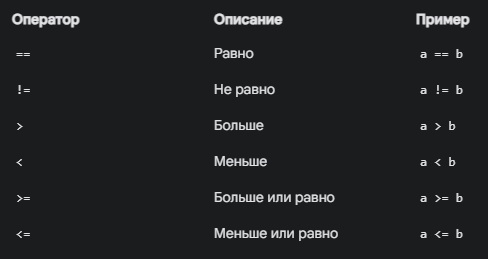 Оператор Описание Пример
== Равно a == b
!= Не равно a != b
> Больше a > b
< Меньше a < b
>= Больше или равно a >= b
<= Меньше или равно a <= b